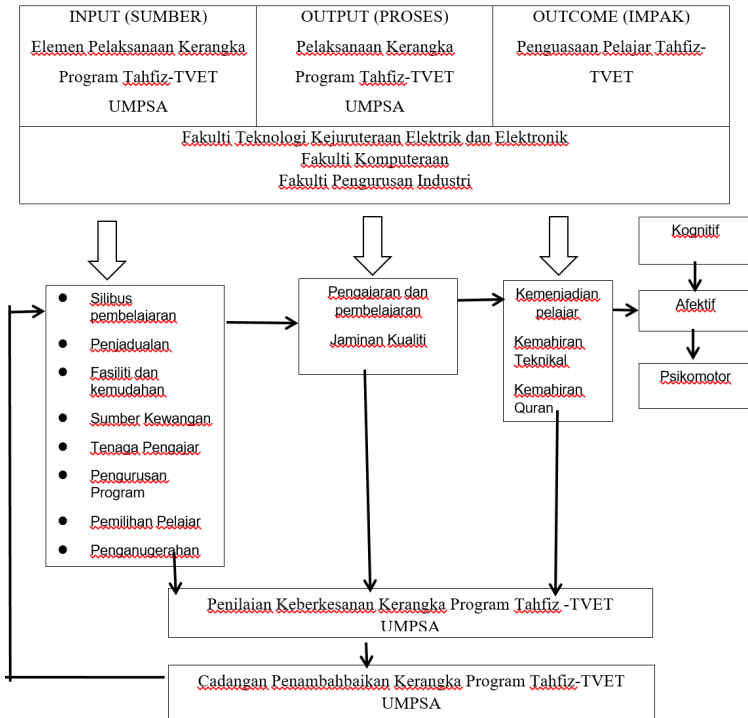 INPUT (SUMBER)
Elemen Pelaksanaan Kerangka
Program Tahfiz-TVET
UMPSA
OUTPUT (PROSES)
Pelaksanaan Kerangka
Program Tahfiz-TVET
UMPSA
OUTCOME (IMPAK)
Penguasaan Pelajar Tahfiz-
TVET
Fakulti Teknologi Kejuruteraan Elektrik dan Elektronik
Fakulti Komputeraan
Fakulti Pengurusan Industri
● Silibus
pembelajaran
● Penjadualan
● Fasiliti dan
kemudahan
● Sumber Kewangan
● Tenaga Pengajar
● Pengurusan
Program
● Pemilihan Pelajar
● Penganugerahan
Pengajaran dan
pembelajaran
Jaminan Kualiti
Kemenjadian
pelajar
Kemahiran
Teknikal
Kemahiran
Quran
Kognitif
Afektif
Psikomotor
Penilaian Keberkesanan Kerangka Program Tahfiz -TVET
UMPSA
Cadangan Penambahbaikan Kerangka Program Tahfiz-TVET
UMPSA